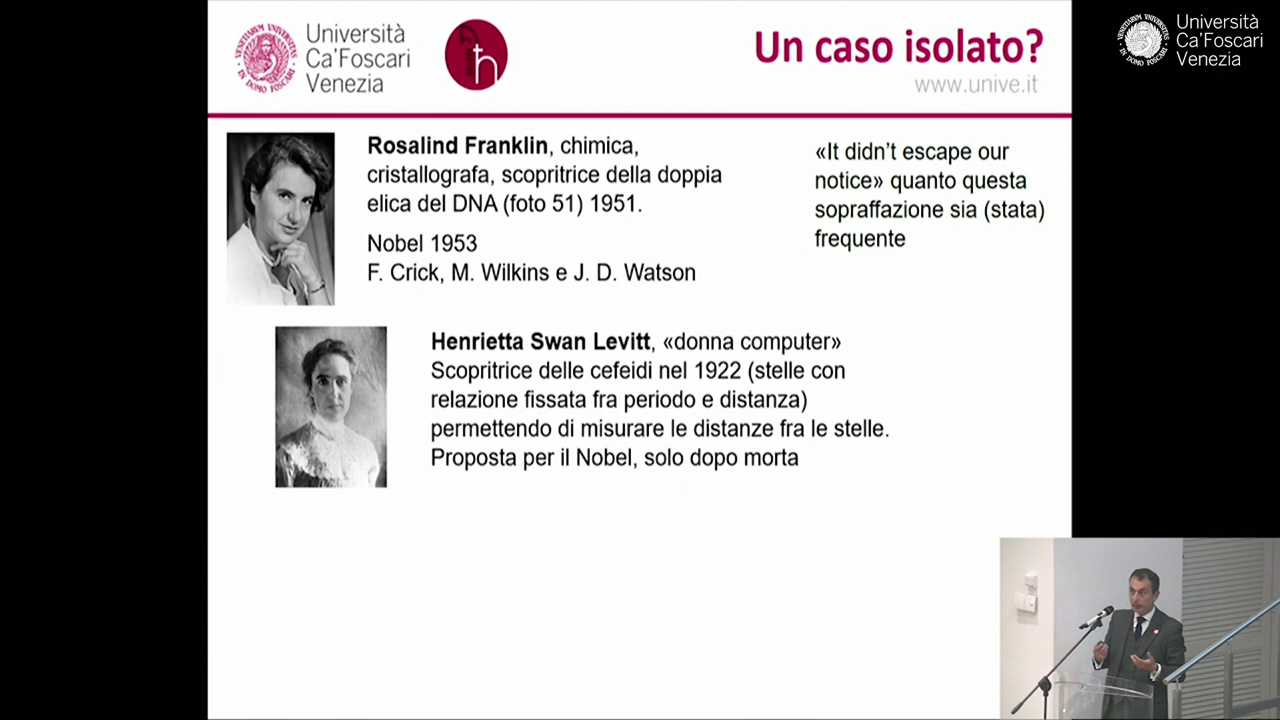 Università
Ca'Foscari
Venezia
Un caso isolato?
www.unive.it
Università
Ca'Foscari
Venezia
Rosalind Franklin, chimica,
cristallografa, scopritrice della doppia
elica del DNA (foto 51) 1951.
Nobel 1953
F. Crick, M. Wilkins e J. D. Watson
«It didn't escape our
notice» quanto questa
sopraffazione sia (stata)
frequente
Henrietta Swan Levitt, «donna computer»
Scopritrice delle cefeidi nel 1922 (stelle con
relazione fissata fra periodo e distanza)
permettendo di misurare le distanze fra le stelle.
Proposta per il Nobel, solo dopo morta